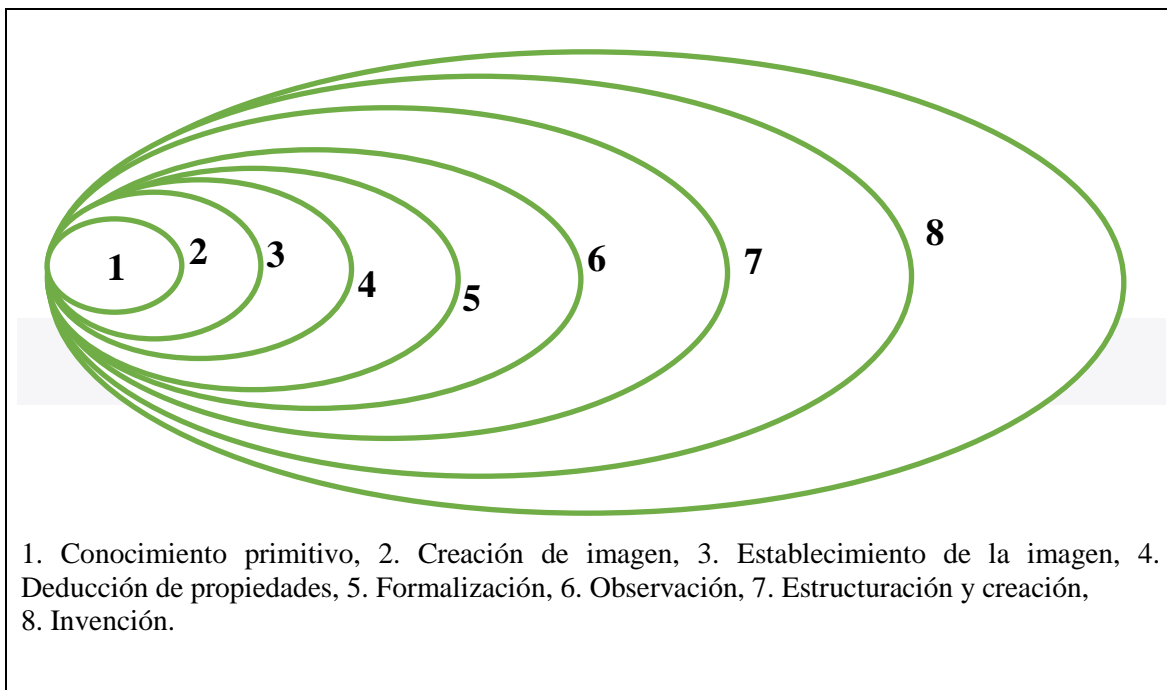 1
2
3
4
5
6
7
8
1. Conocimiento primitivo, 2. Creación de imagen, 3. Establecimiento de la imagen, 4.
Deducción de propiedades, 5. Formalización, 6. Observación, 7. Estructuración y creación,
8. Invención.